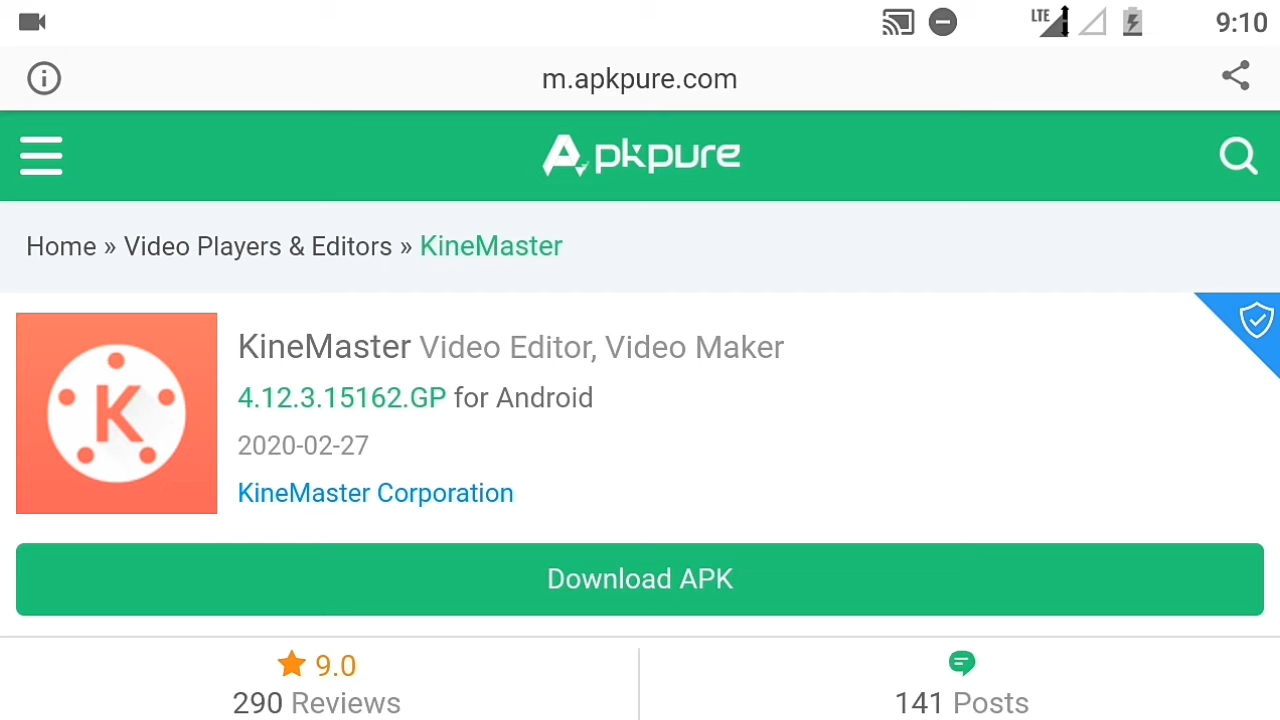 LTE 9:10
m.apkpure.com
Apkpure
Home » Video Players & Editors » KineMaster
K
KineMaster Video Editor, Video Maker
4.12.3.15162.GP for Android
2020-02-27
KineMaster Corporation
Download APK
9.0
290 Reviews
141 Posts